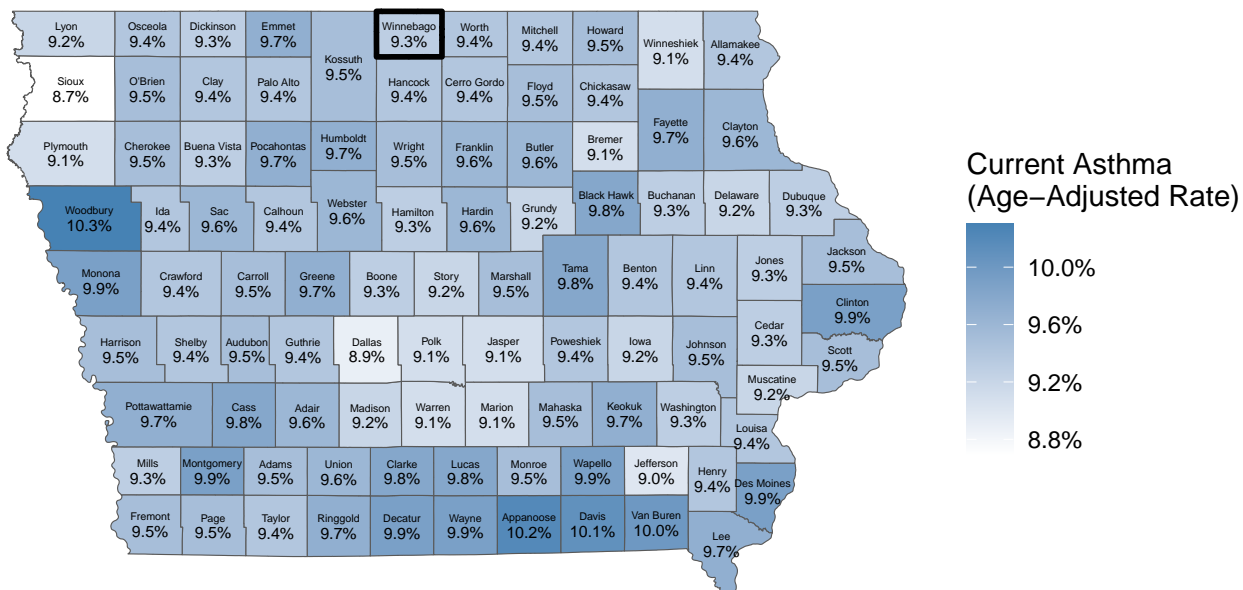 Lyon
9.2%
Osceola
9.4%
Dickinson
9.3%
Emmet
9.7%
Kossuth
9.5%
Winnebago
9.3%
Worth
9.4%
Mitchell
9.4%
Howard
9.5%
Winneshiek
9.1%
Allamakee
9.4%
Sioux
8.7%
O'Brien
9.5%
Clay
9.4%
Palo Alto
9.4%
Hancock
9.4%
Cerro Gordo
9.4%
Floyd
9.5%
Chickasaw
9.4%
Plymouth
9.1%
Cherokee
9.5%
Buena Vista
9.3%
Pocahontas
9.7%
Humboldt
9.7%
Wright
9.5%
Franklin
9.6%
Butler
9.6%
Bremer
9.1%
Fayette
9.7%
Clayton
9.6%
Woodbury
10.3%
Ida
9.4%
Sac
9.6%
Calhoun
9.4%
Webster
9.6%
Hamilton
9.3%
Hardin
9.6%
Grundy
9.2%
Black Hawk
9.8%
Buchanan
9.3%
Delaware
9.2%
Dubuque
9.3%
Monona
9.9%
Crawford
9.4%
Carroll
9.5%
Greene
9.7%
Boone
9.3%
Story
9.2%
Marshall
9.5%
Tama
9.8%
Benton
9.4%
Linn
9.4%
Jones
9.3%
Jackson
9.5%
Clinton
9.9%
Harrison
9.5%
Shelby
9.4%
Audubon
9.5%
Guthrie
9.4%
Dallas
8.9%
Polk
9.1%
Jasper
9.1%
Poweshiek
9.4%
Iowa
9.2%
Johnson
9.5%
Cedar
9.3%
Scott
9.5%
Muscatine
9.2%
Pottawattamie
9.7%
Cass
9.8%
Adair
9.6%
Madison
9.2%
Warren
9.1%
Marion
9.1%
Mahaska
9.5%
Keokuk
9.7%
Washington
9.3%
Louisa
9.4%
Mills
9.3%
Montgomery
9.9%
Adams
9.5%
Union
9.6%
Clarke
9.8%
Lucas
9.8%
Monroe
9.5%
Wapello
9.9%
Jefferson
9.0%
Henry
9.4%
Des Moines
9.9%
Fremont
9.5%
Page
9.5%
Taylor
9.4%
Ringgold
9.7%
Decatur
9.9%
Wayne
9.9%
Appanoose
10.2%
Davis
10.1%
Van Buren
10.0%
Lee
9.7%
Current Asthma
(Age−Adjusted Rate)
10.0%
9.6%
9.2%
8.8%